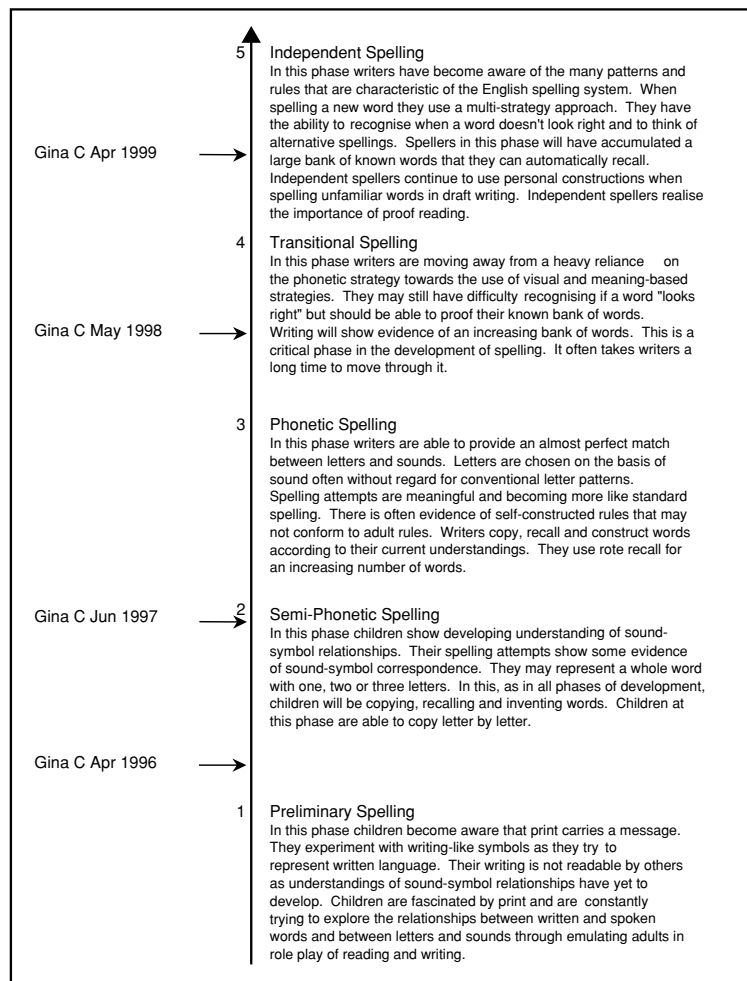 5 Independent Spelling
In this phase writers have become aware of the many patterns and
rules that are characteristic of the English spelling system. When
spelling a new word they use a multi-strategy approach. They have
the ability to recognise when a word doesn't look right and to think of
Gina C Apr 1999
alternative spellings. Spellers in this phase will have accumulated a
large bank of known words that they can automatically recall.
Independent spellers continue to use personal constructions when
spelling unfamiliar words in draft writing. Independent spellers realise
the importance of proof reading.
4 Transitional Spelling
In this phase writers are moving away from a heavy reliance on
the phonetic strategy towards the use of visual and meaning-based
strategies. They may still have difficulty recognising if a word "looks
right" but should be able to proof their known bank of words.
Gina C May 1998
Writing will show evidence of an increasing bank of words. This is a
critical phase in the development of spelling. It often takes writers a
long time to move through it.
3 Phonetic Spelling
In this phase writers are able to provide an almost perfect match
between letters and sounds. Letters are chosen on the basis of
sound often without regard for conventional letter patterns.
Spelling attempts are meaningful and becoming more like standard
spelling. There is often evidence of self-constructed rules that may
not conform to adult rules. Writers copy, recall and construct words
according to their current understandings. They use rote recall for
an increasing number of words.
Gina C Jun 1997
2 Semi-Phonetic Spelling
In this phase children show developing understanding of sound-
symbol relationships. Their spelling attempts show some evidence
of sound-symbol correspondence. They may represent a whole word
with one, two or three letters. In this, as in all phases of development,
children will be copying, recalling and inventing words. Children at
this phase are able to copy letter by letter.
Gina C Apr 1996
1 Preliminary Spelling
In this phase children become aware that print carries a message.
They experiment with writing-like symbols as they try to
represent written language. Their writing is not readable by others
as understandings of sound-symbol relationships have yet to
develop. Children are fascinated by print and are constantly
trying to explore the relationships between written and spoken
words and between letters and sounds through emulating adults in
role play of reading and writing.